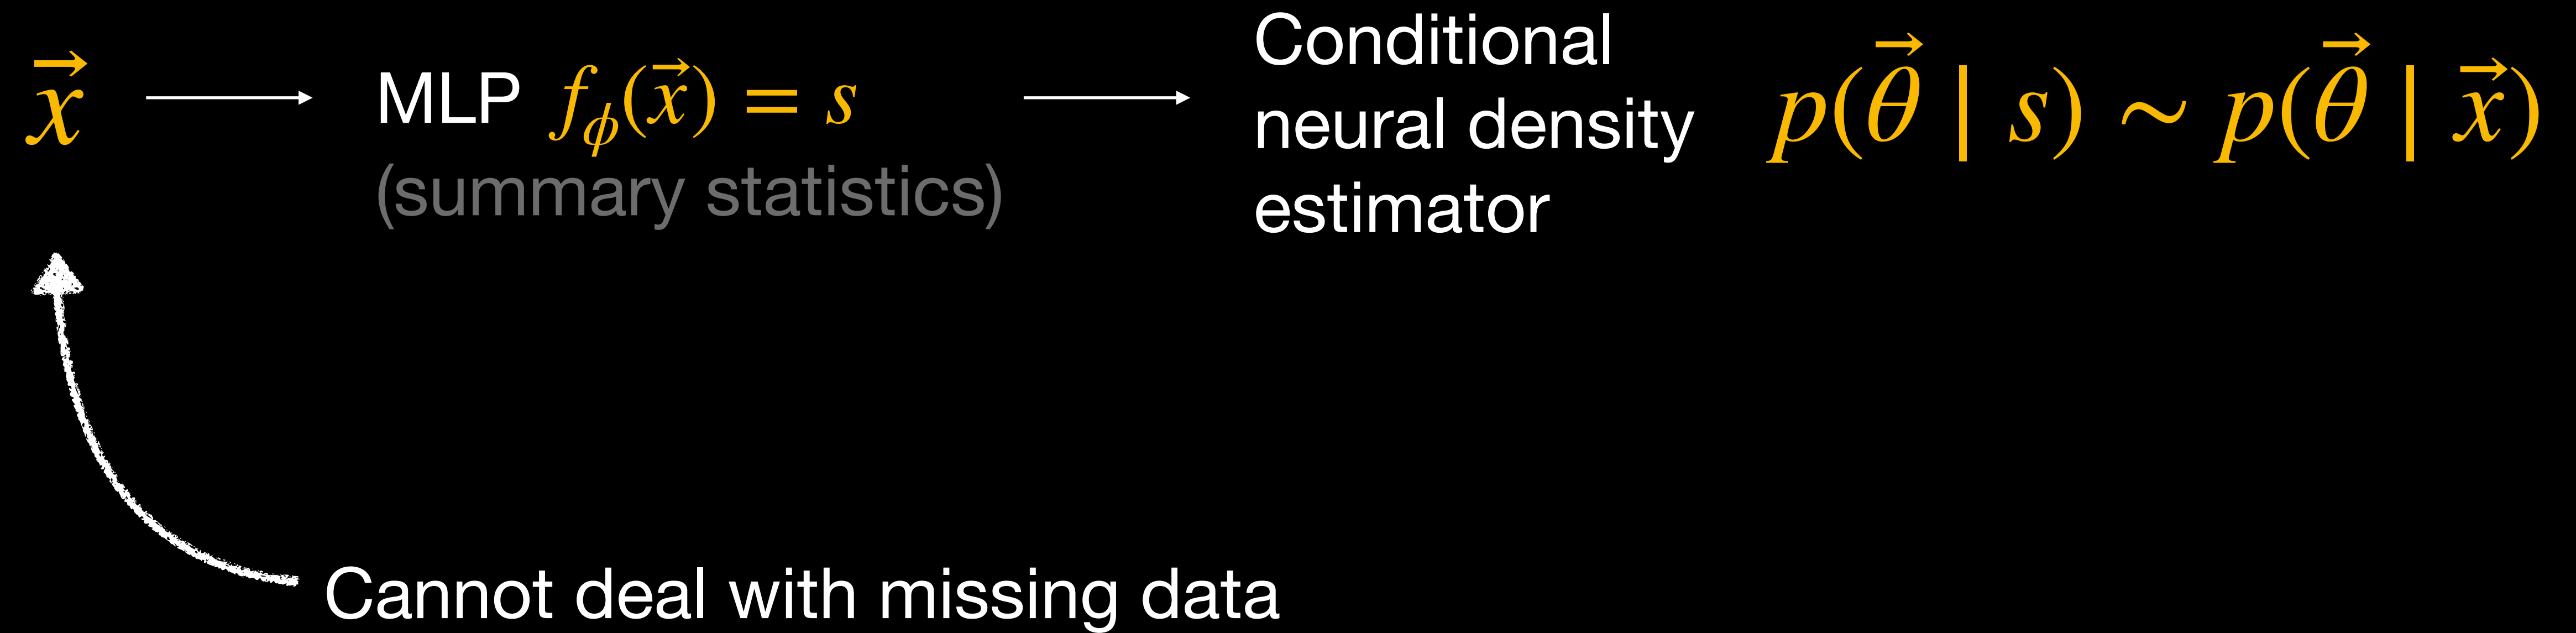 x⃗
MLP f_ϕ(x⃗) = s
(summary statistics)
Conditional
neural density
estimator
p(θ⃗ | s) ∼ p(θ⃗ | x⃗)
Cannot deal with missing data